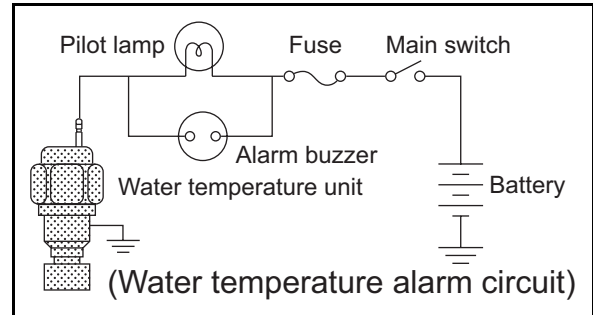 Pilot lamp Fuse Main switch
Alarm buzzer
Water temperature unit Battery
(Water temperature alarm circuit)